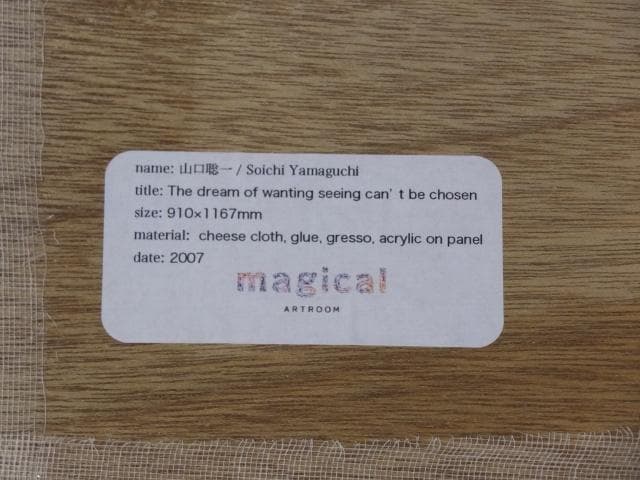 name: 山口聡一 / Soichi Yamaguchi
title: The dream of wanting seeing can't be chosen
size: 910×1167mm
material: cheese cloth, glue, gresso, acrylic on panel
date: 2007
magical
ARTROOM